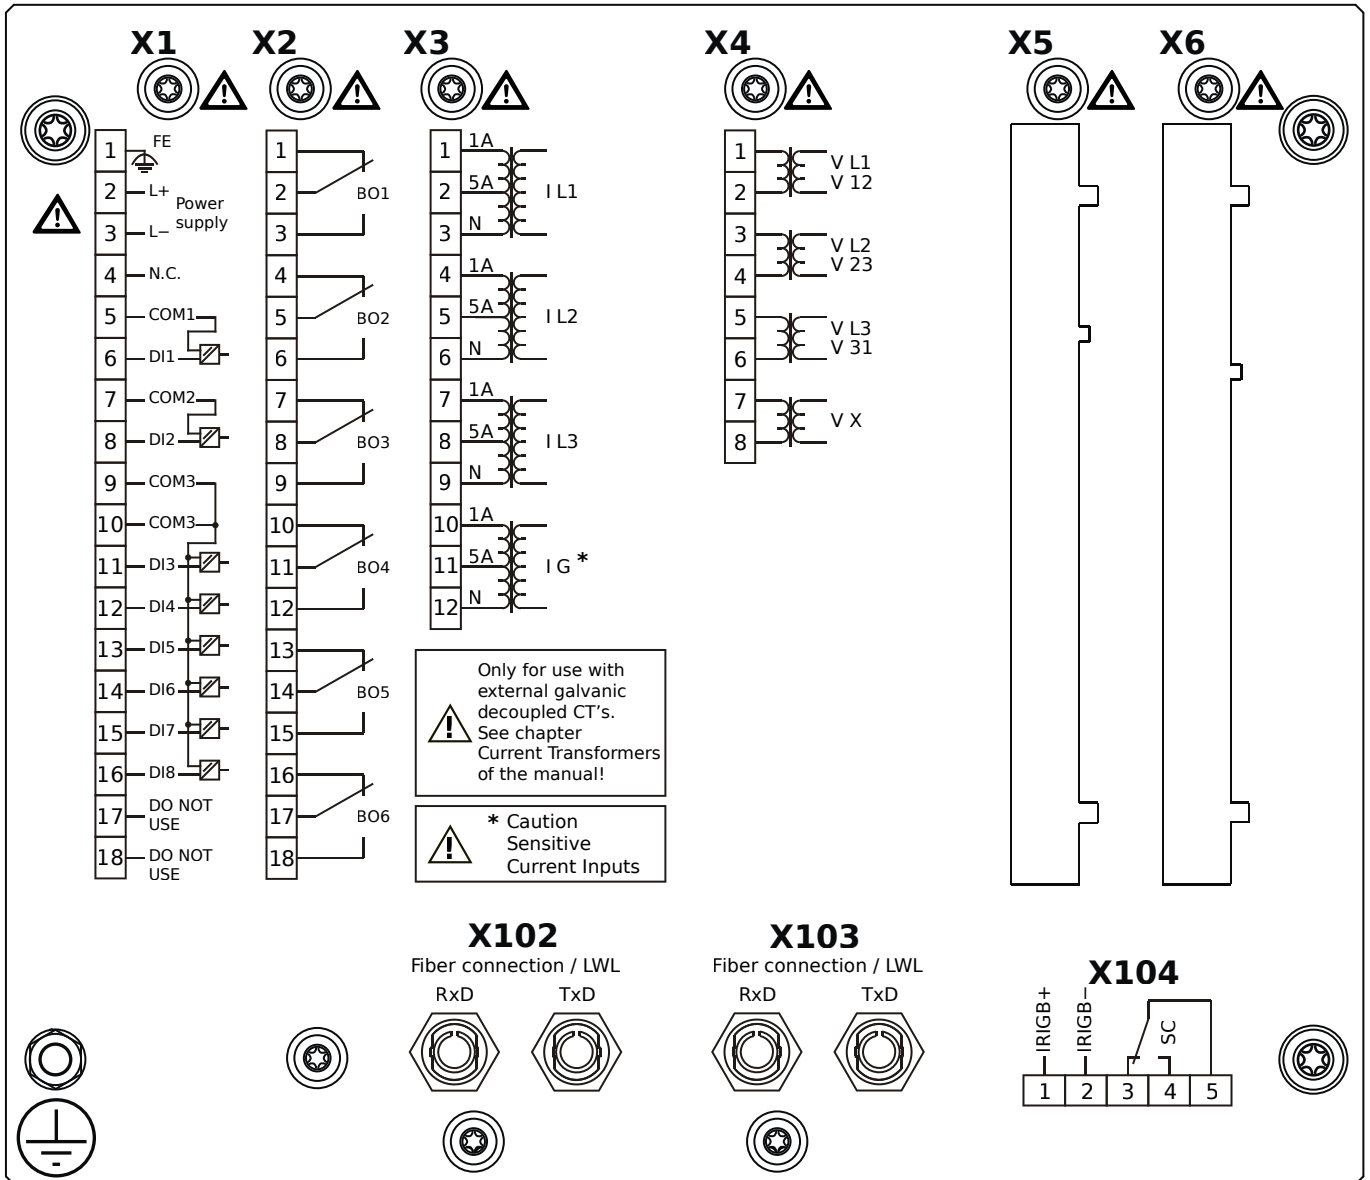 X1 X2 X3 X4 X5 X6
1 FE
2 L+
Power
supply
3 L−
4 N.C.
5 COM1
6 DI1
7 COM2
8 DI2
9 COM3
10 COM3
11 DI3
12 DI4
13 DI5
14 DI6
15 DI7
16 DI8
17 DO NOT
USE
18 DO NOT
USE
1
2 BO1
3
4
5 BO2
6
7
8 BO3
9
10
11 BO4
12
13
14 BO5
15
16
17 BO6
18
1 1A
2 5A I L1
3 N
4 1A
5 5A I L2
6 N
7 1A
8 5A I L3
9 N
10 1A
11 5A I G *
12 N
Only for use with
external galvanic
decoupled CT's.
See chapter
Current Transformers
of the manual!
* Caution
Sensitive
Current Inputs
1 V L1
2 V 12
3 V L2
4 V 23
5 V L3
6 V 31
7 V X
8
X102
Fiber connection / LWL
RxD TxD
X103
Fiber connection / LWL
RxD TxD
X104
IRIGB+
IRIGB−
SC
1 2 3 4 5